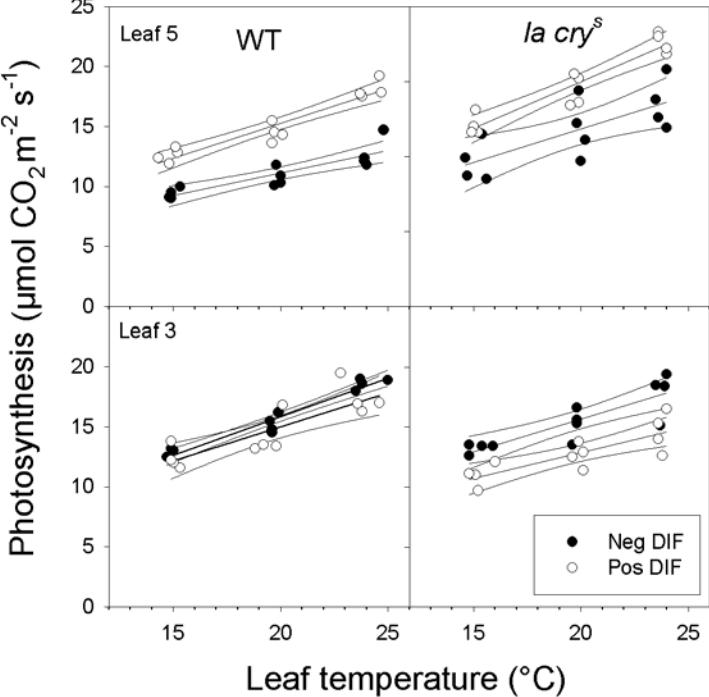 25
Leaf 5
WT
la cry^s
20
15
10
5
0
Leaf 3
20
15
10
5
0
Neg DIF
Pos DIF
15
20
25
15
20
25
Photosynthesis (µmol CO₂m⁻² s⁻¹)
Leaf temperature (°C)